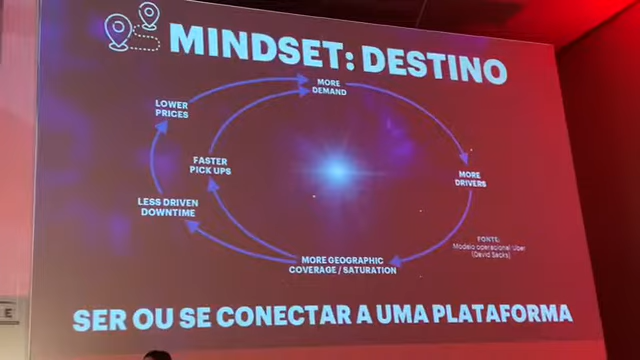 MINDSET: DESTINO
MORE
DEMAND
LOWER
PRICES
FASTER
PICK UPS
MORE
DRIVERS
LESS DRIVEN
DOWNTIME
FONTE:
Modelo operacional Uber
(David Sacks)
MORE GEOGRAPHIC
COVERAGE / SATURATION
SER OU SE CONECTAR A UMA PLATAFORMA